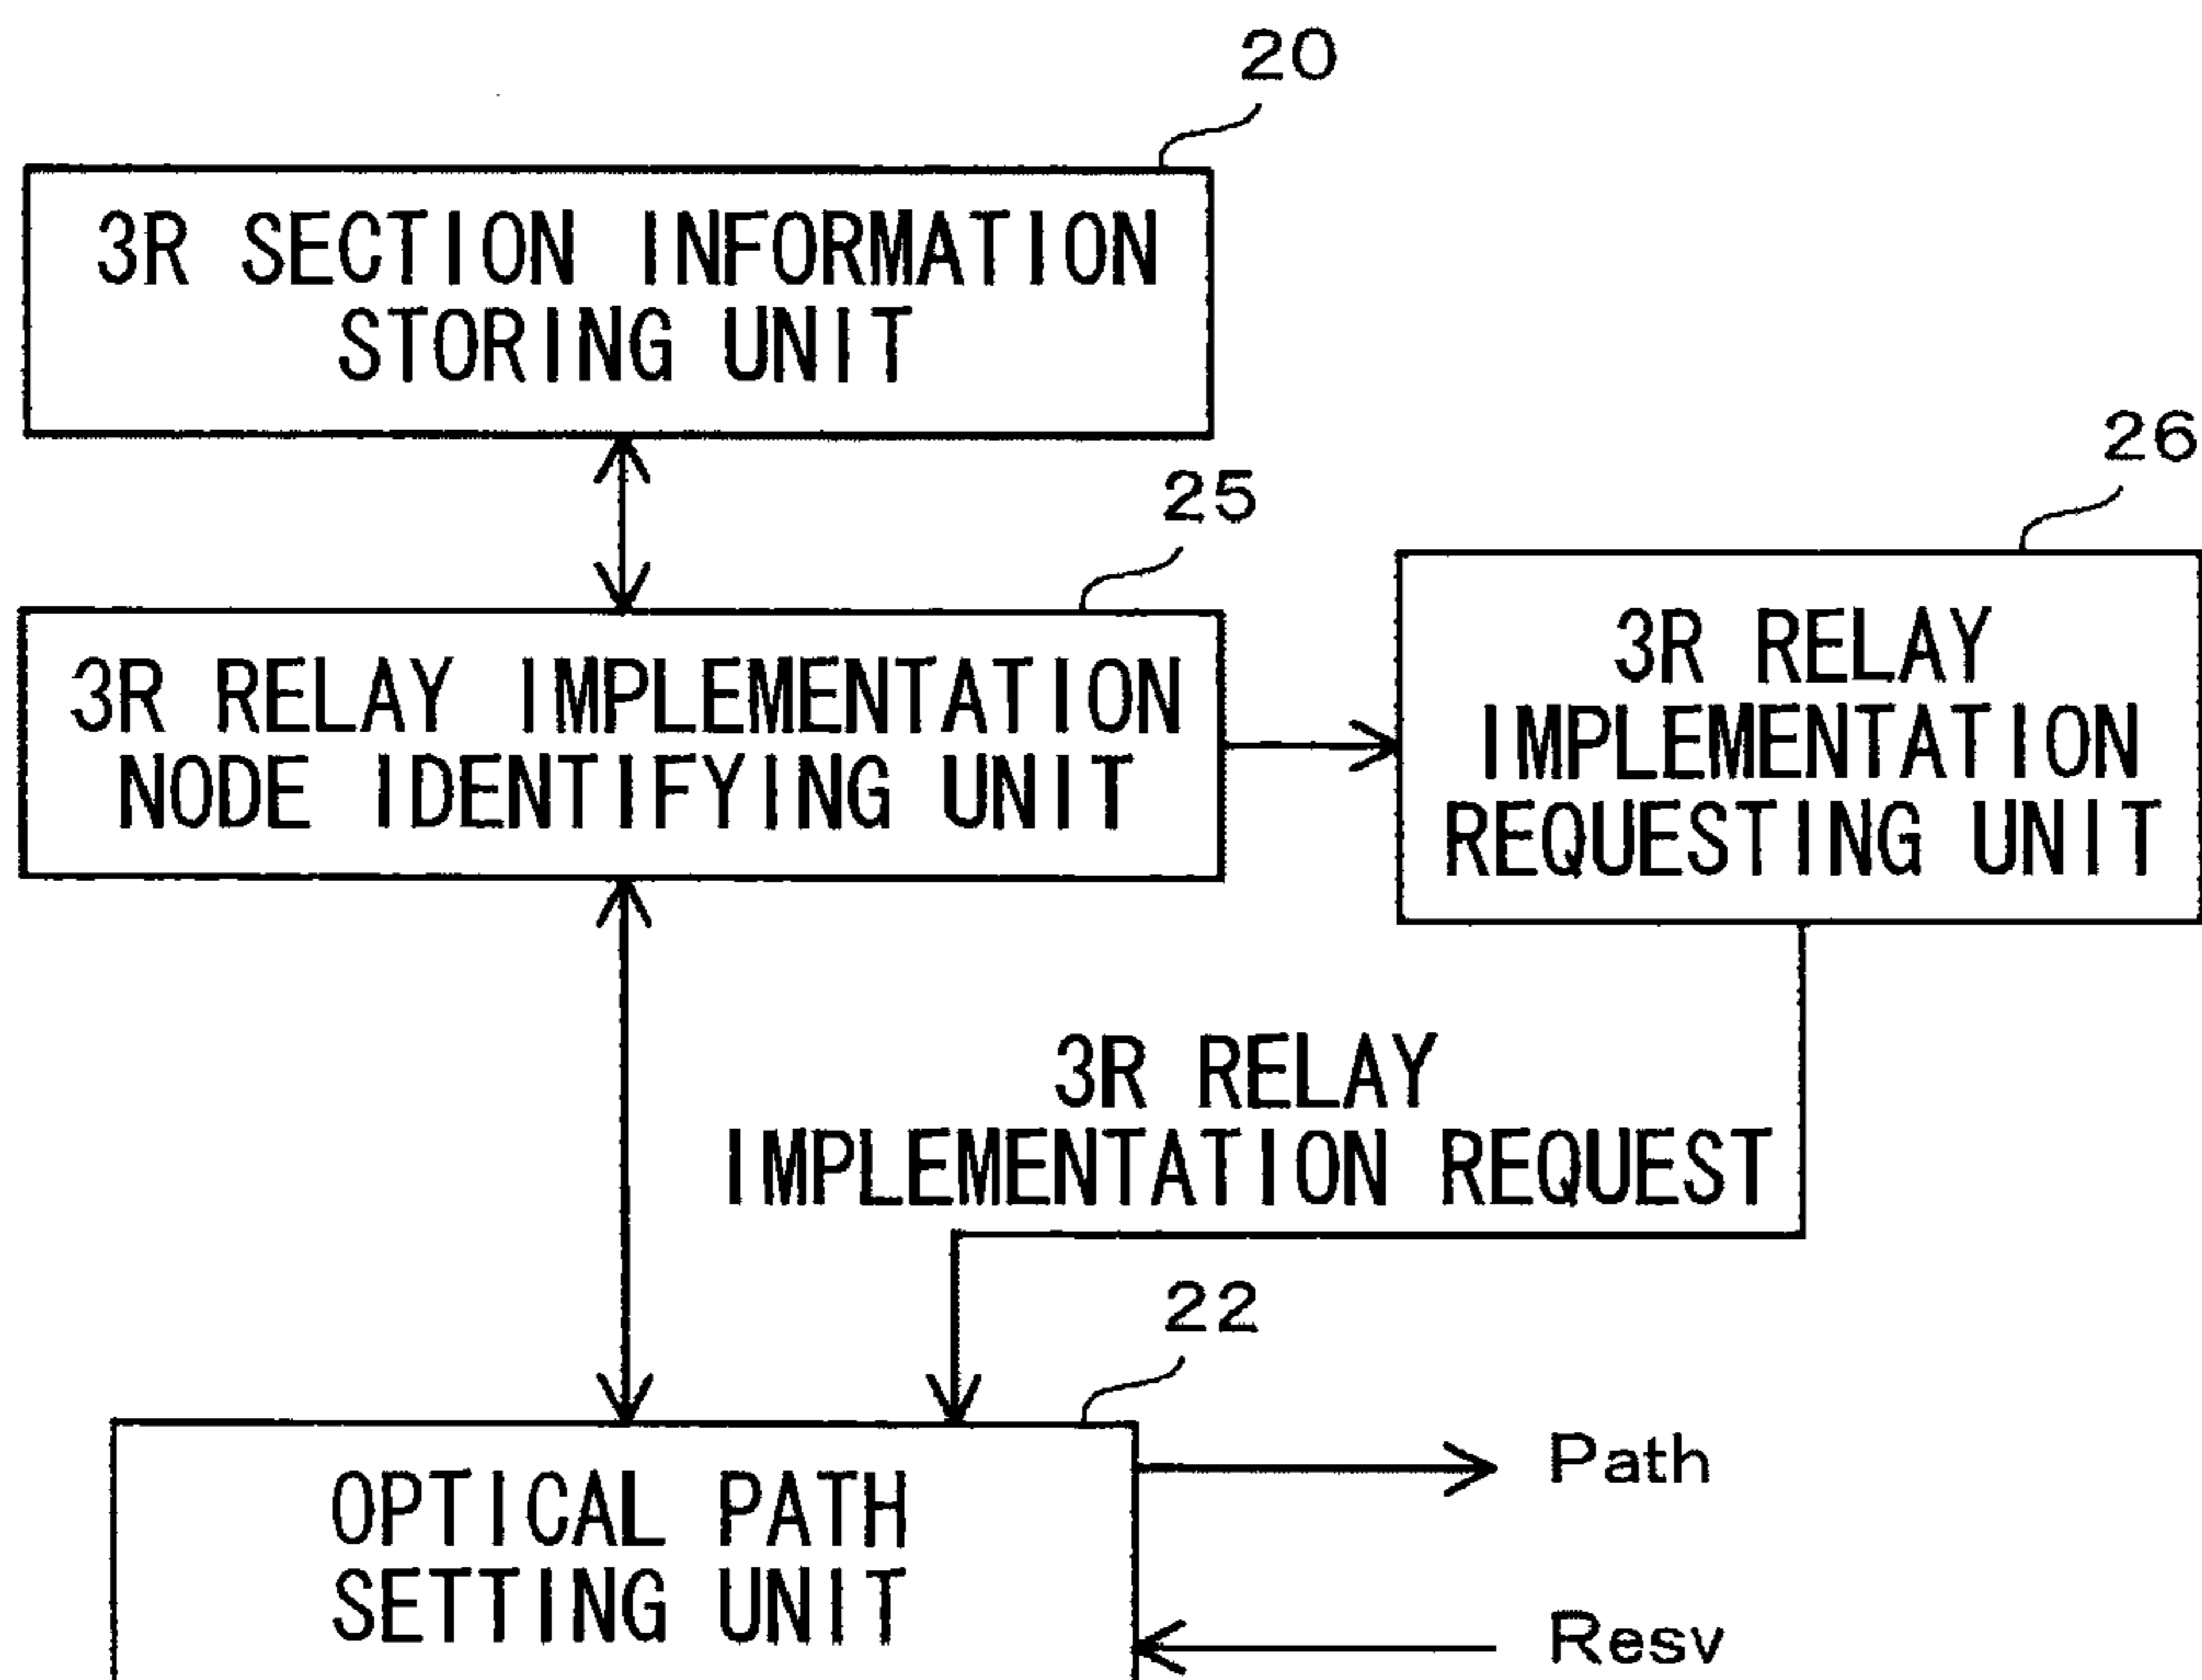 20
3R SECTION INFORMATION
STORING UNIT
25
26
3R RELAY IMPLEMENTATION
NODE IDENTIFYING UNIT
3R RELAY
IMPLEMENTATION
REQUESTING UNIT
3R RELAY
IMPLEMENTATION REQUEST
22
OPTICAL PATH
SETTING UNIT
Path
Resv